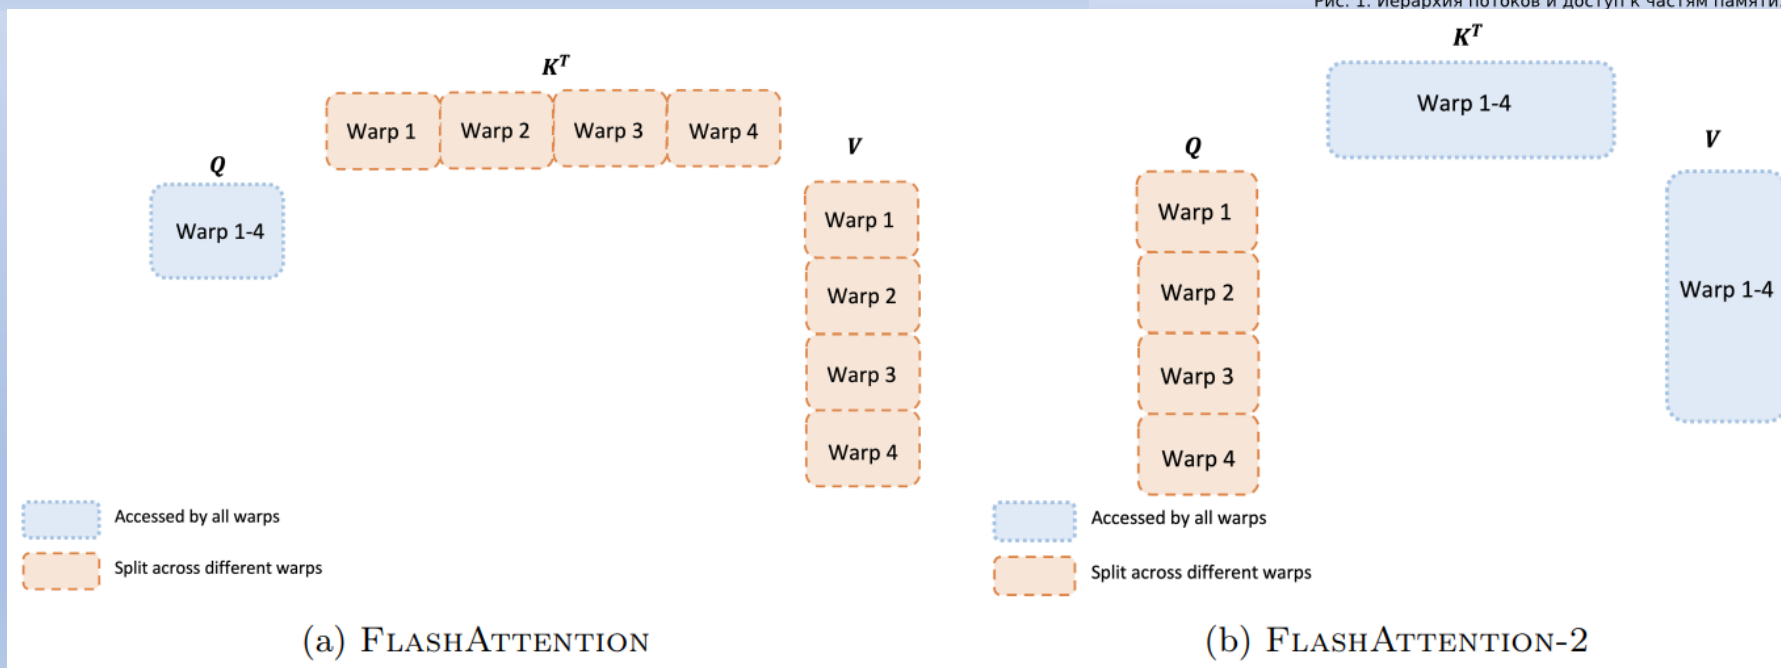 Рис. 1. Иерархия потоков и доступ к частям памяти.
K^T
Warp 1 Warp 2 Warp 3 Warp 4
Q
Warp 1-4
V
Warp 1
Warp 2
Warp 3
Warp 4
Accessed by all warps
Split across different warps
(a) FLASHATTENTION
K^T
Warp 1-4
Q
Warp 1
Warp 2
Warp 3
Warp 4
V
Warp 1-4
Accessed by all warps
Split across different warps
(b) FLASHATTENTION-2